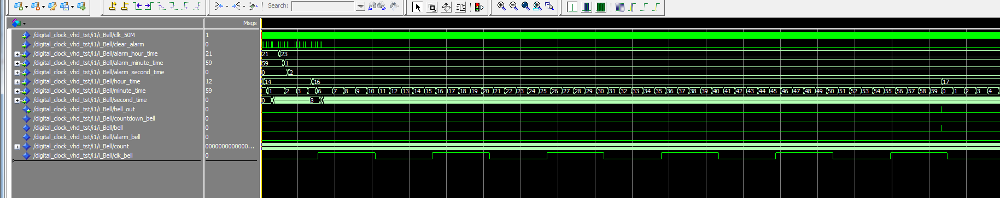 Search:
Msgs
/digital_clock_vhd_tst/i1/i_Bell/clk_50M 1
/digital_clock_vhd_tst/i1/i_Bell/clear_alarm 0
/digital_clock_vhd_tst/i1/i_Bell/alarm_hour_time 21 21 23
/digital_clock_vhd_tst/i1/i_Bell/alarm_minute_time 59 59 1
/digital_clock_vhd_tst/i1/i_Bell/alarm_second_time 0 0 2
/digital_clock_vhd_tst/i1/i_Bell/hour_time 12 14 16 17
/digital_clock_vhd_tst/i1/i_Bell/minute_time 59 1 2 3 4 6 7 8 9 10 11 12 13 14 15 16 17 18 19 20 21 22 23 24 25 26 27 28 29 30 31 32 33 34 35 36 37 38 39 40 41 42 43 44 45 46 47 48 49 50 51 52 53 54 55 56 57 58 59 0 1 2 3 4
/digital_clock_vhd_tst/i1/i_Bell/second_time 0 0 8
/digital_clock_vhd_tst/i1/i_Bell/bell_out 0
/digital_clock_vhd_tst/i1/i_Bell/countdown_bell 0
/digital_clock_vhd_tst/i1/i_Bell/bell 0
/digital_clock_vhd_tst/i1/i_Bell/alarm_bell 0
/digital_clock_vhd_tst/i1/i_Bell/count 0000000000000...
/digital_clock_vhd_tst/i1/i_Bell/clk_bell 0